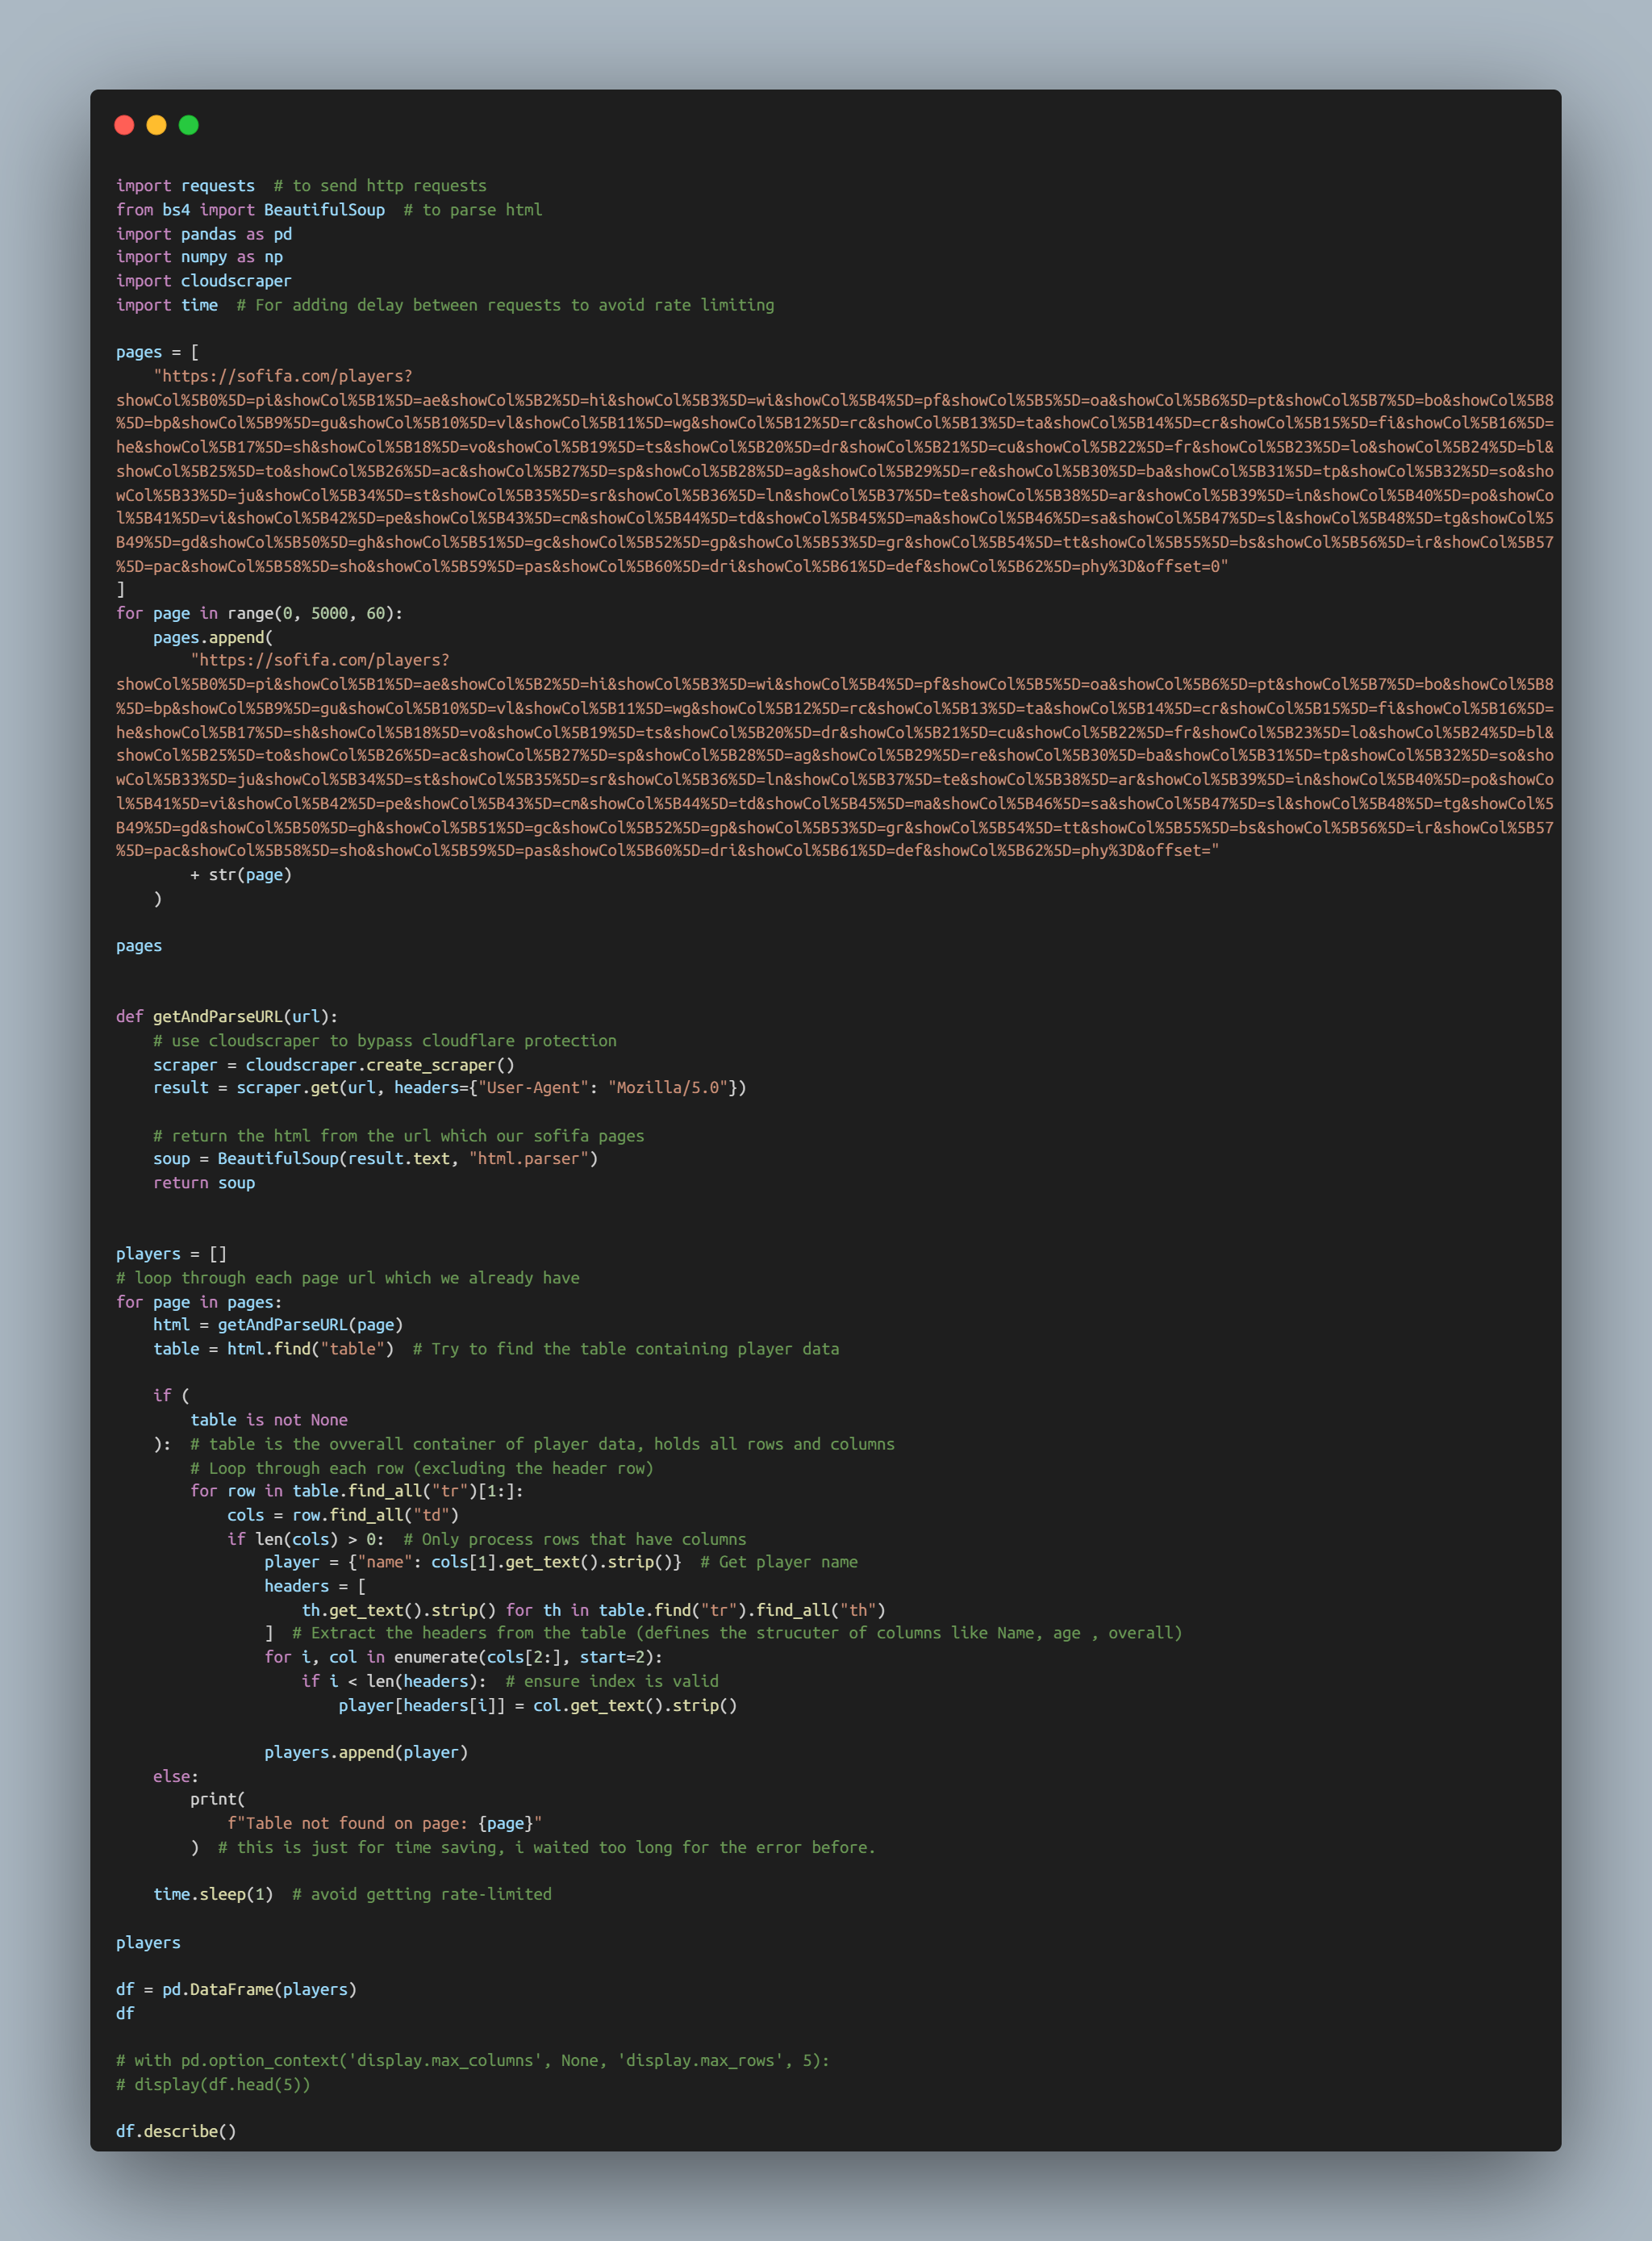 import requests  # to send http requests
from bs4 import BeautifulSoup  # to parse html
import pandas as pd
import numpy as np
import cloudscraper
import time  # For adding delay between requests to avoid rate limiting
pages = [
    "https://sofifa.com/players?
showCol%5B0%5D=pi&showCol%5B1%5D=ae&showCol%5B2%5D=hi&showCol%5B3%5D=wi&showCol%5B4%5D=pf&showCol%5B5%5D=oa&showCol%5B6%5D=pt&showCol%5B7%5D=bo&showCol%5B8
%5D=bp&showCol%5B9%5D=gu&showCol%5B10%5D=vl&showCol%5B11%5D=wg&showCol%5B12%5D=rc&showCol%5B13%5D=ta&showCol%5B14%5D=cr&showCol%5B15%5D=fi&showCol%5B16%5D=
he&showCol%5B17%5D=sh&showCol%5B18%5D=vo&showCol%5B19%5D=ts&showCol%5B20%5D=dr&showCol%5B21%5D=cu&showCol%5B22%5D=fr&showCol%5B23%5D=lo&showCol%5B24%5D=bl&
showCol%5B25%5D=to&showCol%5B26%5D=ac&showCol%5B27%5D=sp&showCol%5B28%5D=ag&showCol%5B29%5D=re&showCol%5B30%5D=ba&showCol%5B31%5D=tp&showCol%5B32%5D=so&sho
wCol%5B33%5D=ju&showCol%5B34%5D=st&showCol%5B35%5D=sr&showCol%5B36%5D=ln&showCol%5B37%5D=te&showCol%5B38%5D=ar&showCol%5B39%5D=in&showCol%5B40%5D=po&showCo
l%5B41%5D=vi&showCol%5B42%5D=pe&showCol%5B43%5D=cm&showCol%5B44%5D=td&showCol%5B45%5D=ma&showCol%5B46%5D=sa&showCol%5B47%5D=sl&showCol%5B48%5D=tg&showCol%5
B49%5D=gd&showCol%5B50%5D=gh&showCol%5B51%5D=gc&showCol%5B52%5D=gp&showCol%5B53%5D=gr&showCol%5B54%5D=tt&showCol%5B55%5D=bs&showCol%5B56%5D=ir&showCol%5B57
%5D=pac&showCol%5B58%5D=sho&showCol%5B59%5D=pas&showCol%5B60%5D=dri&showCol%5B61%5D=def&showCol%5B62%5D=phy%3D&offset=0"
]
for page in range(0, 5000, 60):
    pages.append(
        "https://sofifa.com/players?
showCol%5B0%5D=pi&showCol%5B1%5D=ae&showCol%5B2%5D=hi&showCol%5B3%5D=wi&showCol%5B4%5D=pf&showCol%5B5%5D=oa&showCol%5B6%5D=pt&showCol%5B7%5D=bo&showCol%5B8
%5D=bp&showCol%5B9%5D=gu&showCol%5B10%5D=vl&showCol%5B11%5D=wg&showCol%5B12%5D=rc&showCol%5B13%5D=ta&showCol%5B14%5D=cr&showCol%5B15%5D=fi&showCol%5B16%5D=
he&showCol%5B17%5D=sh&showCol%5B18%5D=vo&showCol%5B19%5D=ts&showCol%5B20%5D=dr&showCol%5B21%5D=cu&showCol%5B22%5D=fr&showCol%5B23%5D=lo&showCol%5B24%5D=bl&
showCol%5B25%5D=to&showCol%5B26%5D=ac&showCol%5B27%5D=sp&showCol%5B28%5D=ag&showCol%5B29%5D=re&showCol%5B30%5D=ba&showCol%5B31%5D=tp&showCol%5B32%5D=so&sho
wCol%5B33%5D=ju&showCol%5B34%5D=st&showCol%5B35%5D=sr&showCol%5B36%5D=ln&showCol%5B37%5D=te&showCol%5B38%5D=ar&showCol%5B39%5D=in&showCol%5B40%5D=po&showCo
l%5B41%5D=vi&showCol%5B42%5D=pe&showCol%5B43%5D=cm&showCol%5B44%5D=td&showCol%5B45%5D=ma&showCol%5B46%5D=sa&showCol%5B47%5D=sl&showCol%5B48%5D=tg&showCol%5
B49%5D=gd&showCol%5B50%5D=gh&showCol%5B51%5D=gc&showCol%5B52%5D=gp&showCol%5B53%5D=gr&showCol%5B54%5D=tt&showCol%5B55%5D=bs&showCol%5B56%5D=ir&showCol%5B57
%5D=pac&showCol%5B58%5D=sho&showCol%5B59%5D=pas&showCol%5B60%5D=dri&showCol%5B61%5D=def&showCol%5B62%5D=phy%3D&offset="
        + str(page)
    )
pages
def getAndParseURL(url):
    # use cloudscraper to bypass cloudflare protection
    scraper = cloudscraper.create_scraper()
    result = scraper.get(url, headers={"User-Agent": "Mozilla/5.0"})
    # return the html from the url which our sofifa pages
    soup = BeautifulSoup(result.text, "html.parser")
    return soup
players = []
# loop through each page url which we already have
for page in pages:
    html = getAndParseURL(page)
    table = html.find("table")  # Try to find the table containing player data
    if (
        table is not None
    ):  # table is the ovverall container of player data, holds all rows and columns
        # Loop through each row (excluding the header row)
        for row in table.find_all("tr")[1:]:
            cols = row.find_all("td")
            if len(cols) > 0:  # Only process rows that have columns
                player = {"name": cols[1].get_text().strip()}  # Get player name
                headers = [
                    th.get_text().strip() for th in table.find("tr").find_all("th")
                ]  # Extract the headers from the table (defines the strucuter of columns like Name, age , overall)
                for i, col in enumerate(cols[2:], start=2):
                    if i < len(headers):  # ensure index is valid
                        player[headers[i]] = col.get_text().strip()
                players.append(player)
    else:
        print(
            f"Table not found on page: {page}"
        )  # this is just for time saving, i waited too long for the error before.
    time.sleep(1)  # avoid getting rate-limited
players
df = pd.DataFrame(players)
df
# with pd.option_context('display.max_columns', None, 'display.max_rows', 5):
# display(df.head(5))
df.describe()